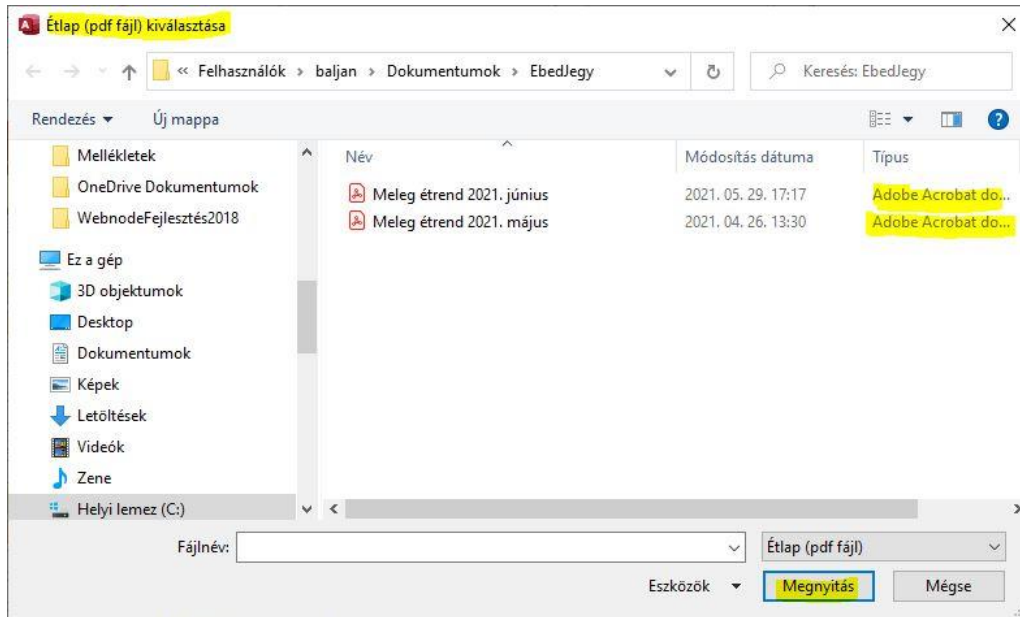 Étlap (pdf fájl) kiválasztása
« Felhasználók › baljan › Dokumentumok › EbedJegy
Keresés: EbedJegy
Rendezés
Új mappa
Mellékletek
OneDrive Dokumentumok
WebnodeFejlesztés2018
Ez a gép
3D objektumok
Desktop
Dokumentumok
Képek
Letöltések
Videók
Zene
Helyi lemez (C:)
Név Módosítás dátuma Típus
Meleg étrend 2021. június 2021. 05. 29. 17:17 Adobe Acrobat do...
Meleg étrend 2021. május 2021. 04. 26. 13:30 Adobe Acrobat do...
Fájlnév:
Étlap (pdf fájl)
Eszközök Megnyitás Mégse